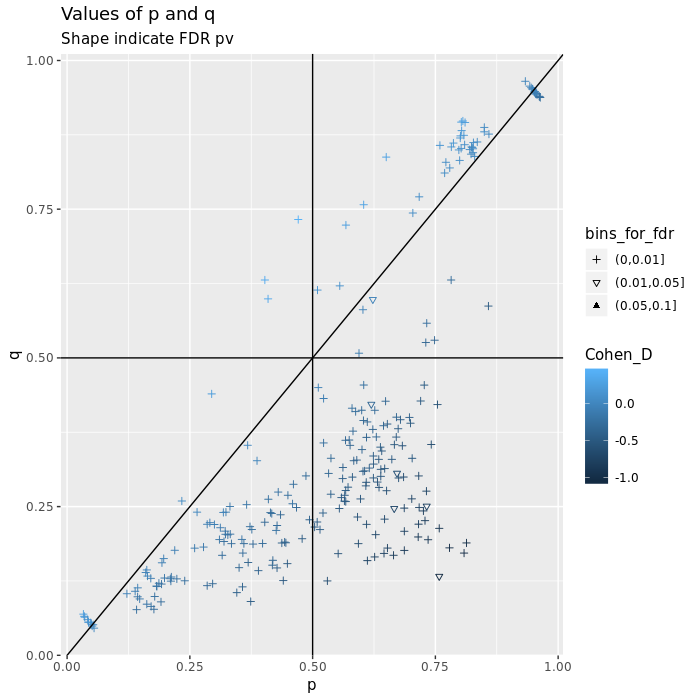 Values of p and q
Shape indicate FDR pv
1.00
0.75
0.50
0.25
0.00
q
0.00
0.25
0.50
0.75
1.00
p
bins_for_fdr
(0,0.01]
(0.01,0.05]
(0.05,0.1]
Cohen_D
0.0
-0.5
-1.0